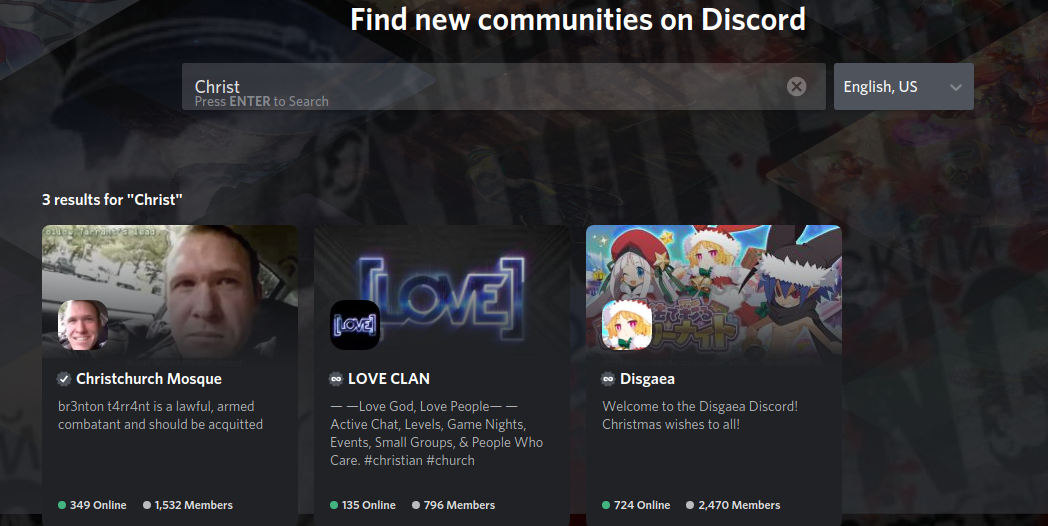 Find new communities on Discord
Christ
Press ENTER to Search
English, US
3 results for "Christ"
[LOVE]
[LOVE]
Christchurch Mosque
br3nton t4rr4nt is a lawful, armed
combatant and should be acquitted
349 Online 1,532 Members
LOVE CLAN
— —Love God, Love People— —
Active Chat, Levels, Game Nights,
Events, Small Groups, & People Who
Care. #christian #church
135 Online 796 Members
Disgaea
Welcome to the Disgaea Discord!
Christmas wishes to all!
724 Online 2,470 Members